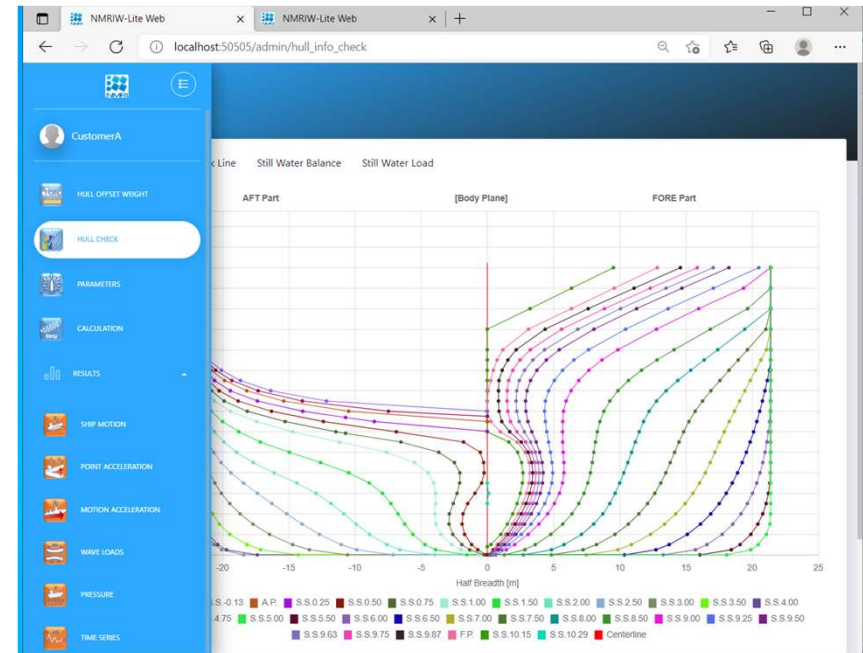 NMRIW-Lite Web
NMRIW-Lite Web
localhost:50505/admin/hull_info_check
NMRI
CustomerA
HULL OFFSET WEIGHT
HULL CHECK
PARAMETERS
CALCULATION
RESULTS
SHIP MOTION
POINT ACCELERATION
MOTION ACCELERATION
WAVE LOADS
PRESSURE
TIME SERIES
Line Still Water Balance Still Water Load
AFT Part [Body Plane] FORE Part
-20 -15 -10 -5 0 5 10 15 20 25
Half Breadth [m]
S.S.-0.13 A.P. S.S.0.25 S.S.0.50 S.S.0.75 S.S.1.00 S.S.1.50 S.S.2.00 S.S.2.50 S.S.3.00 S.S.3.50 S.S.4.00
.4.75 S.S.5.00 S.S.5.50 S.S.6.00 S.S.6.50 S.S.7.00 S.S.7.50 S.S.8.00 S.S.8.50 S.S.9.00 S.S.9.25 S.S.9.50
S.S.9.63 S.S.9.75 S.S.9.87 F.P. S.S.10.15 S.S.10.29 Centerline